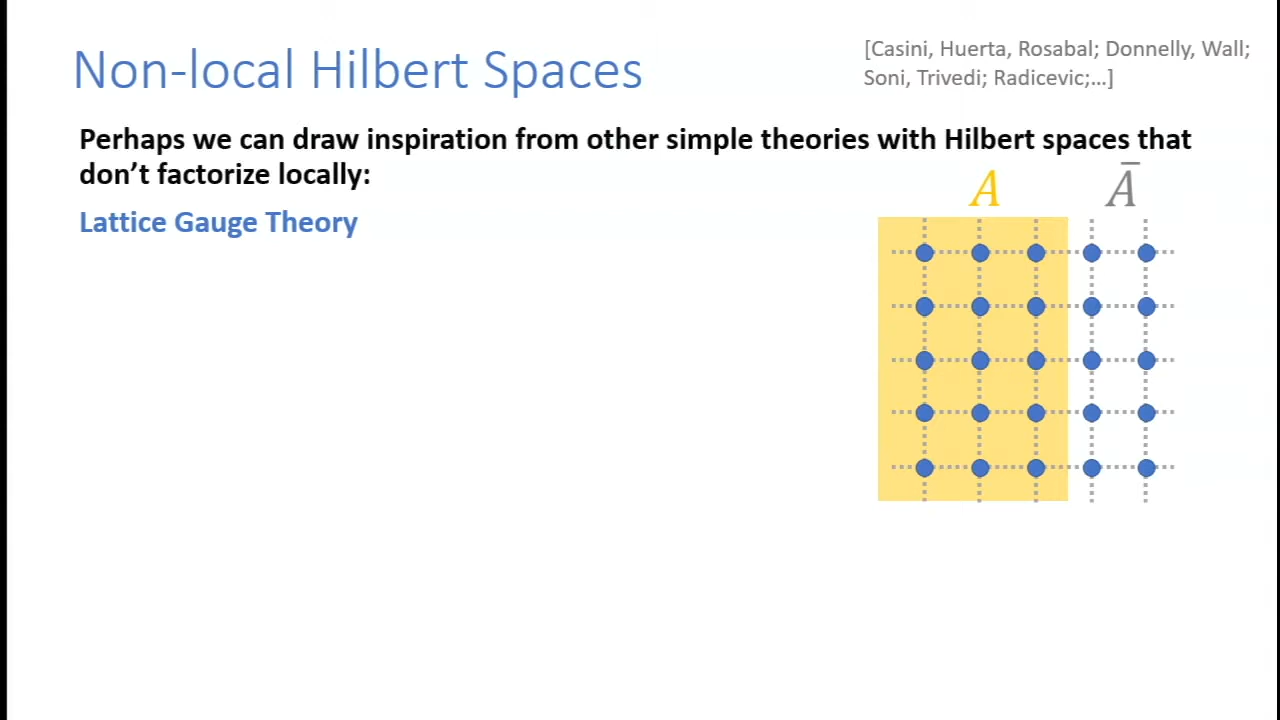 Non-local Hilbert Spaces
[Casini, Huerta, Rosabal; Donnelly, Wall;
Soni, Trivedi; Radicevic;...]
Perhaps we can draw inspiration from other simple theories with Hilbert spaces that
don’t factorize locally:
Lattice Gauge Theory
A
Ā